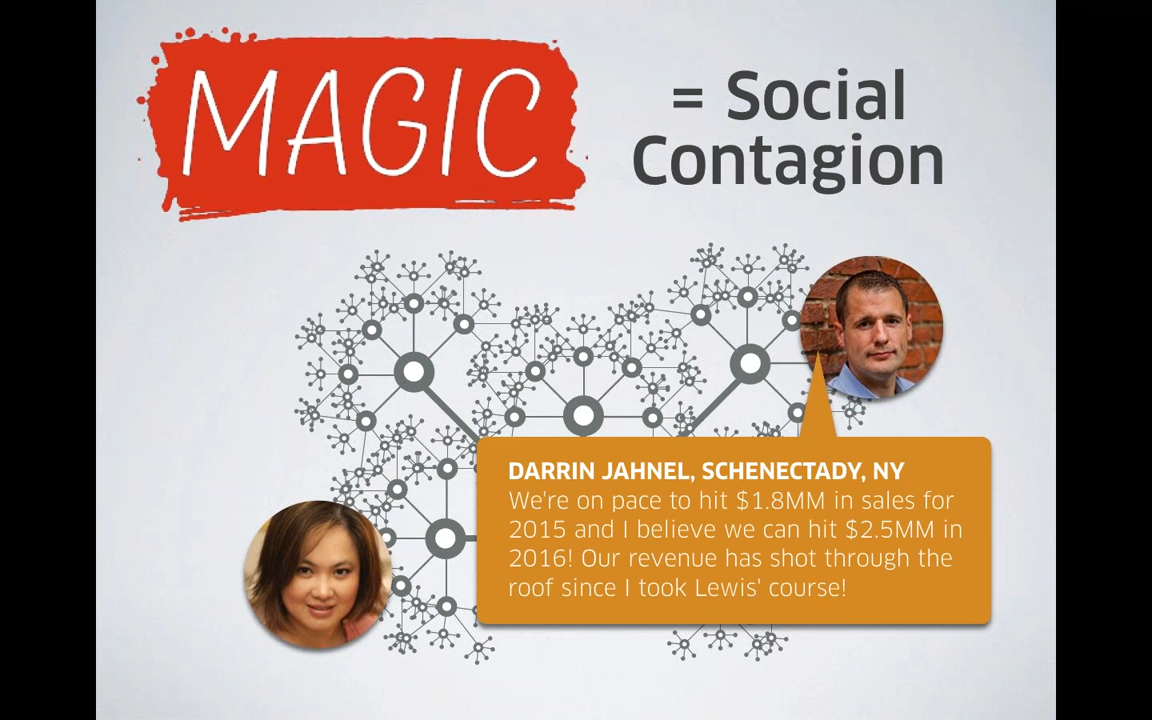 MAGIC
= Social
Contagion
DARRIN JAHNEL, SCHENECTADY, NY
We're on pace to hit $1.8MM in sales for
2015 and I believe we can hit $2.5MM in
2016! Our revenue has shot through the
roof since I took Lewis' course!